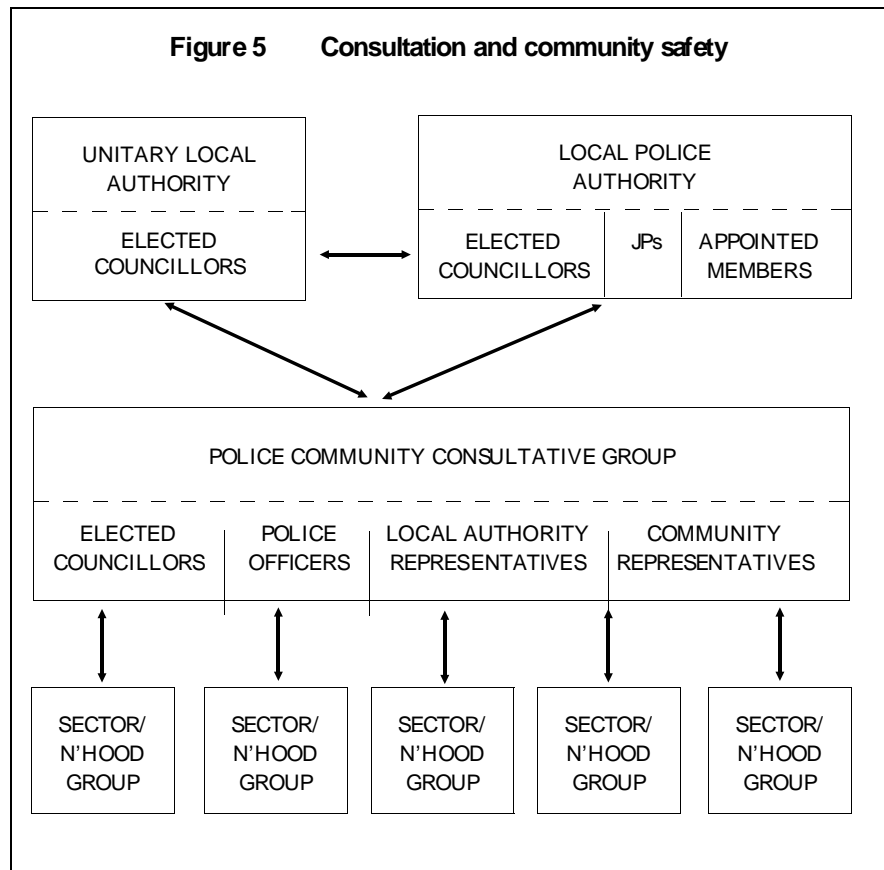 Figure 5 Consultation and community safety
UNITARY LOCAL
AUTHORITY
ELECTED
COUNCILLORS
LOCAL POLICE
AUTHORITY
ELECTED
COUNCILLORS
JPs
APPOINTED
MEMBERS
POLICE COMMUNITY CONSULTATIVE GROUP
ELECTED
COUNCILLORS
POLICE
OFFICERS
LOCAL AUTHORITY
REPRESENTATIVES
COMMUNITY
REPRESENTATIVES
SECTOR/
N'HOOD
GROUP
SECTOR/
N'HOOD
GROUP
SECTOR/
N'HOOD
GROUP
SECTOR/
N'HOOD
GROUP
SECTOR/
N'HOOD
GROUP